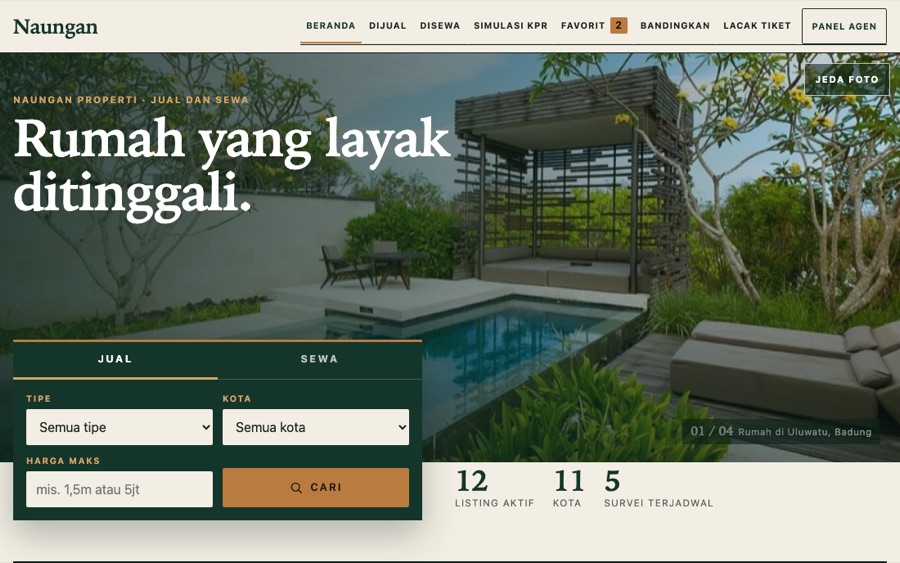 Naungan
BERANDA DIJUAL DISEWA SIMULASI KPR FAVORIT 2 BANDINGKAN LACAK TIKET PANEL AGEN
JEDA FOTO
NAUNGAN PROPERTI · JUAL DAN SEWA
Rumah yang layak
ditinggali.
JUAL SEWA
TIPE KOTA
Semua tipe Semua kota
HARGA MAKS
mis. 1,5m atau 5jt CARI
01 / 04 Rumah di Uluwatu, Badung
12 11 5
LISTING AKTIF KOTA SURVEI TERJADWAL